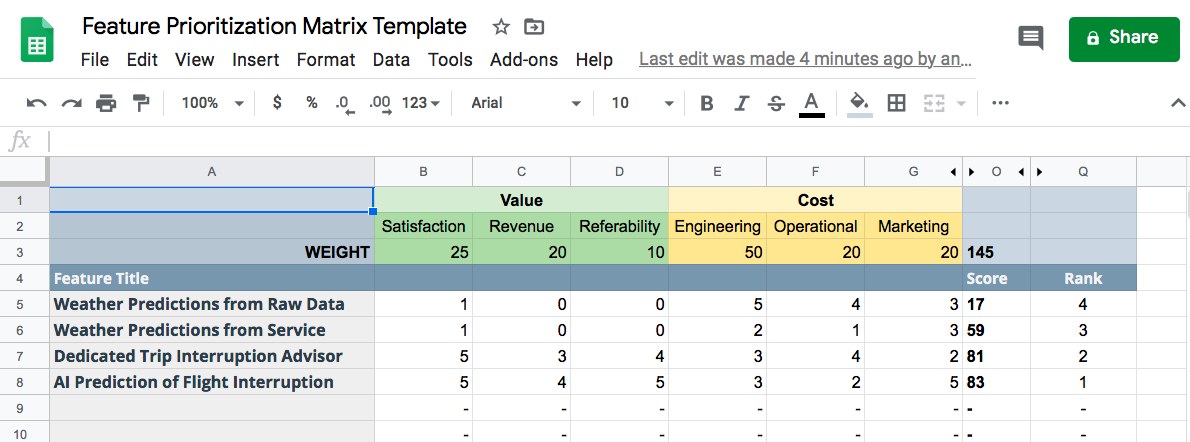 Feature Prioritization Matrix Template
Share
File Edit View Insert Format Data Tools Add-ons Help Last edit was made 4 minutes ago by an...
100% $ % .0 .00 123 Arial 10 B I S A ...
fx
A B C D E F G O Q
1 Value Cost
2 Satisfaction Revenue Referability Engineering Operational Marketing
3 WEIGHT 25 20 10 50 20 20 145
4 Feature Title Score Rank
5 Weather Predictions from Raw Data 1 0 0 5 4 3 17 4
6 Weather Predictions from Service 1 0 0 2 1 3 59 3
7 Dedicated Trip Interruption Advisor 5 3 4 3 4 2 81 2
8 AI Prediction of Flight Interruption 5 4 5 3 2 5 83 1
9 - - - - - - - -
10 - - - - - - - -